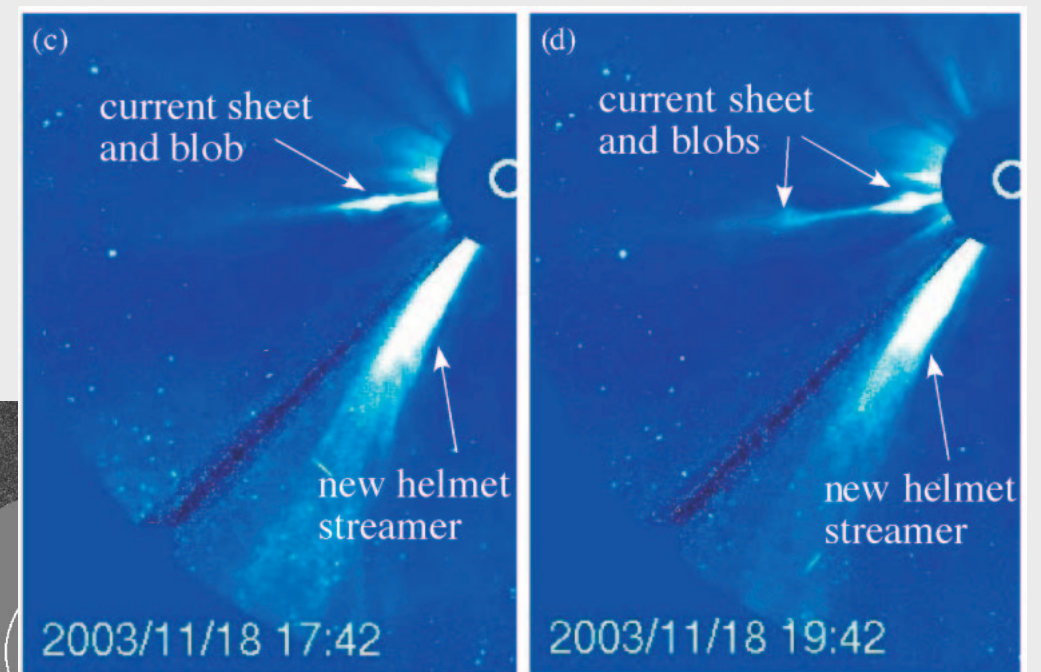 (c)
current sheet
and blob
new helmet
streamer
2003/11/18 17:42
(d)
current sheet
and blobs
new helmet
streamer
2003/11/18 19:42